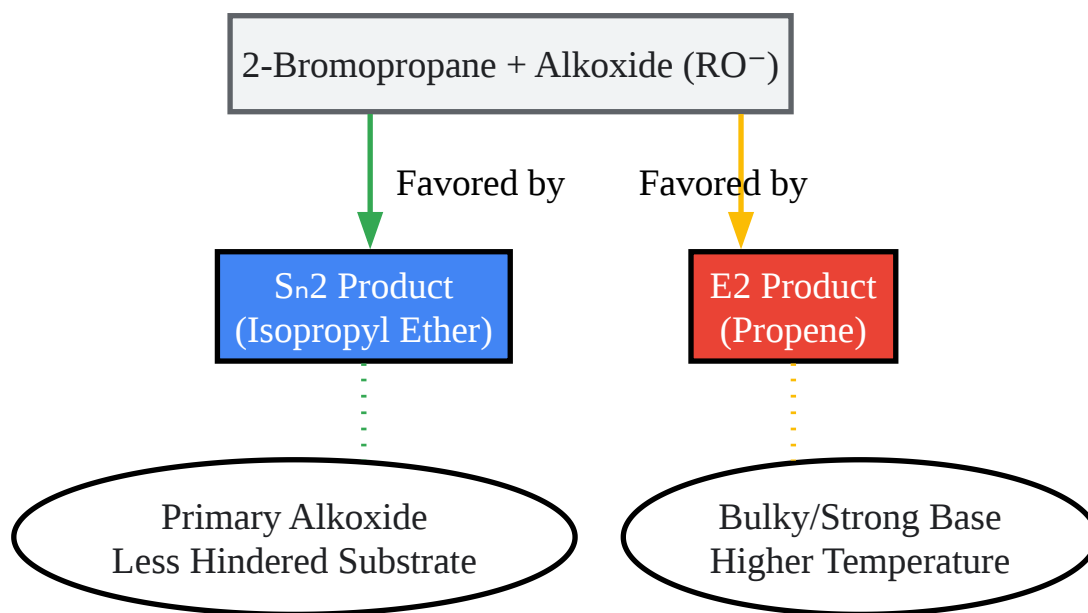 2-Bromopropane + Alkoxide (RO⁻)
Favored by
Favored by
Sₙ2 Product
(Isopropyl Ether)
E2 Product
(Propene)
Primary Alkoxide
Less Hindered Substrate
Bulky/Strong Base
Higher Temperature